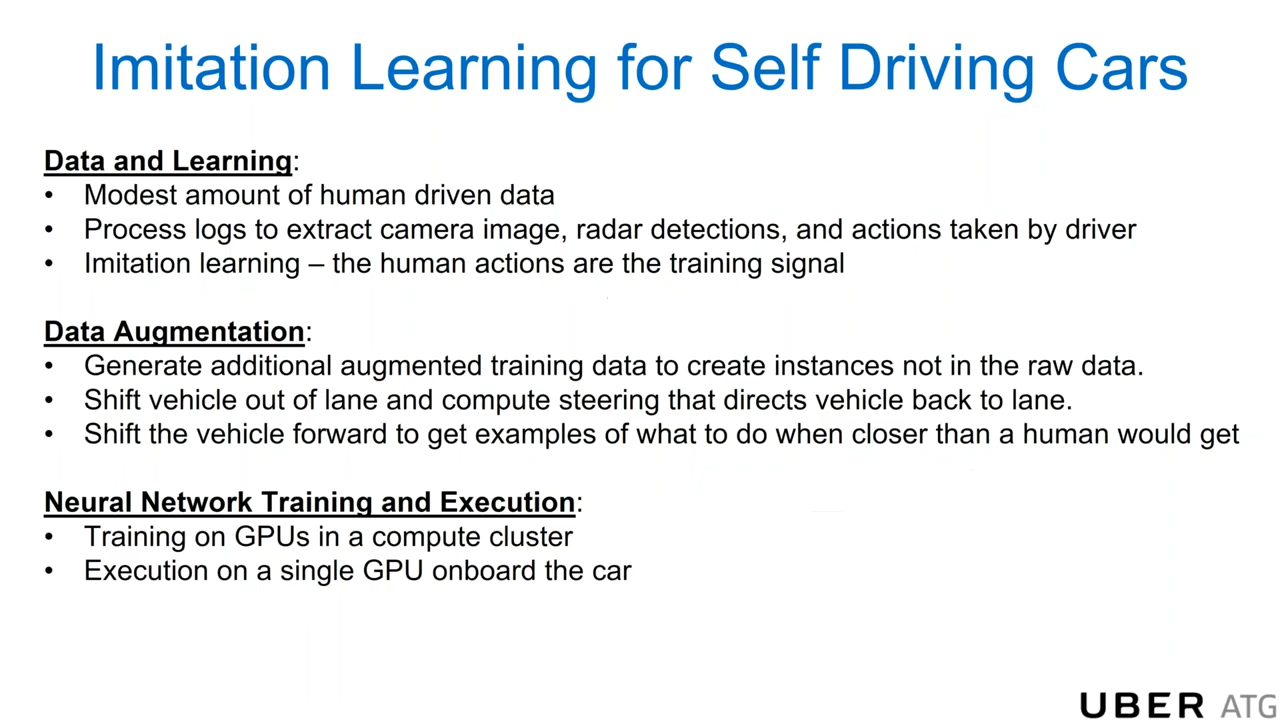 Imitation Learning for Self Driving Cars
Data and Learning:
• Modest amount of human driven data
• Process logs to extract camera image, radar detections, and actions taken by driver
• Imitation learning – the human actions are the training signal
Data Augmentation:
• Generate additional augmented training data to create instances not in the raw data.
• Shift vehicle out of lane and compute steering that directs vehicle back to lane.
• Shift the vehicle forward to get examples of what to do when closer than a human would get
Neural Network Training and Execution:
• Training on GPUs in a compute cluster
• Execution on a single GPU onboard the car
UBER ATG